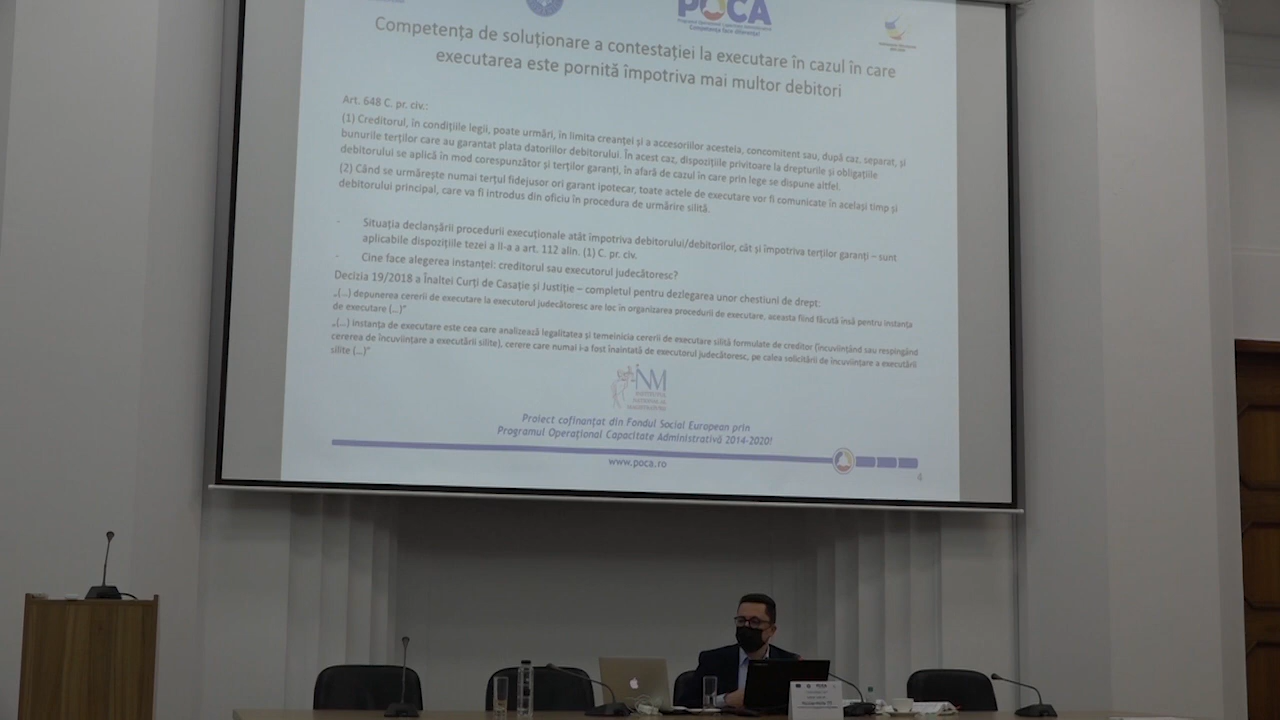 POCA
Competența face diferența!
Competența de soluționare a contestației la executare în cazul în care
executarea este pornită împotriva mai multor debitori
Art. 648 C. pr. civ.:
(1) Creditorul, în condițiile legii, poate urmări, în limita creanței și a accesoriilor acesteia, concomitent sau, după caz, separat, și
bunurile terților care au garantat plata datoriilor debitorului. În acest caz, dispozițiile privitoare la drepturile și obligațiile
debitorului se aplică în mod corespunzător și terților garanți, în afară de cazul în care prin lege se dispune altfel.
(2) Când se urmărește numai terțul fidejusor ori garant ipotecar, toate actele de executare vor fi comunicate în același timp și
debitorului principal, care va fi introdus din oficiu în procedura de urmărire silită.
- Situația declanșării procedurii execuționale atât împotriva debitorului/debitorilor, cât și împotriva terților garanți – sunt
aplicabile dispozițiile tezei a II-a a art. 112 alin. (1) C. pr. civ.
- Cine face alegerea instanței: creditorul sau executorul judecătoresc?
Decizia 19/2018 a Înaltei Curți de Casație și Justiție – completul pentru dezlegarea unor chestiuni de drept:
„(...) depunerea cererii de executare la executorul judecătoresc are loc în organizarea procedurii de executare, aceasta fiind făcută însă pentru instanța
de executare (...)”
„(...) instanța de executare este cea care analizează legalitatea și temeinicia cererii de executare silită formulate de creditor (încuviințând sau respingând
cererea de încuviințare a executării silite), cerere care numai i-a fost înaintată de executorul judecătoresc, pe calea solicitării de încuviințare a executării
silite (...)”
INM
INSTITUTUL
NAȚIONAL AL
MAGISTRATURII
Proiect cofinanțat din Fondul Social European prin
Programul Operațional Capacitate Administrativă 2014-2020!
www.poca.ro
4